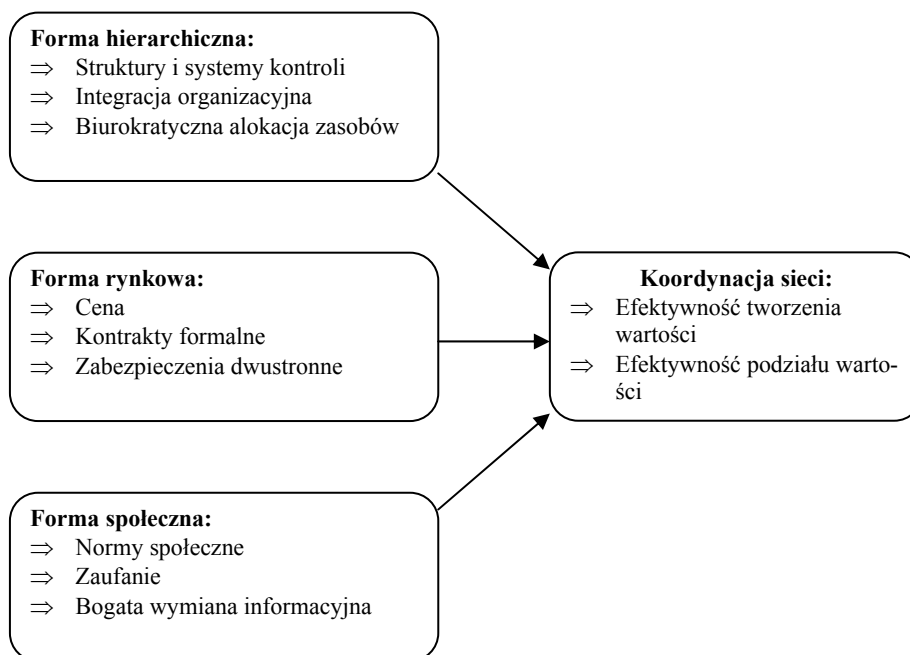 Forma hierarchiczna:
⇒ Struktury i systemy kontroli
⇒ Integracja organizacyjna
⇒ Biurokratyczna alokacja zasobów
Forma rynkowa:
⇒ Cena
⇒ Kontrakty formalne
⇒ Zabezpieczenia dwustronne
Koordynacja sieci:
⇒ Efektywność tworzenia
wartości
⇒ Efektywność podziału warto-
ści
Forma społeczna:
⇒ Normy społeczne
⇒ Zaufanie
⇒ Bogata wymiana informacyjna